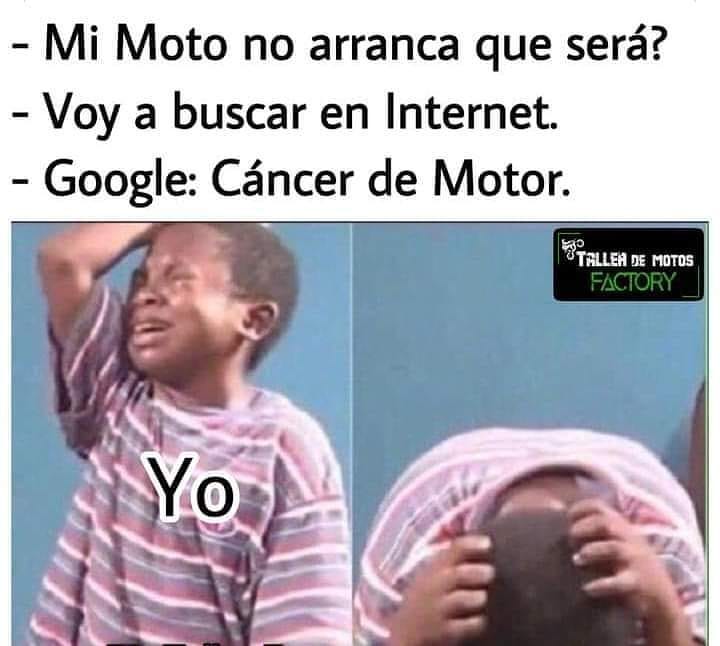 - Mi Moto no arranca que será?
- Voy a buscar en Internet.
- Google: Cáncer de Motor.
TALLER DE MOTOS
FACTORY
Yo